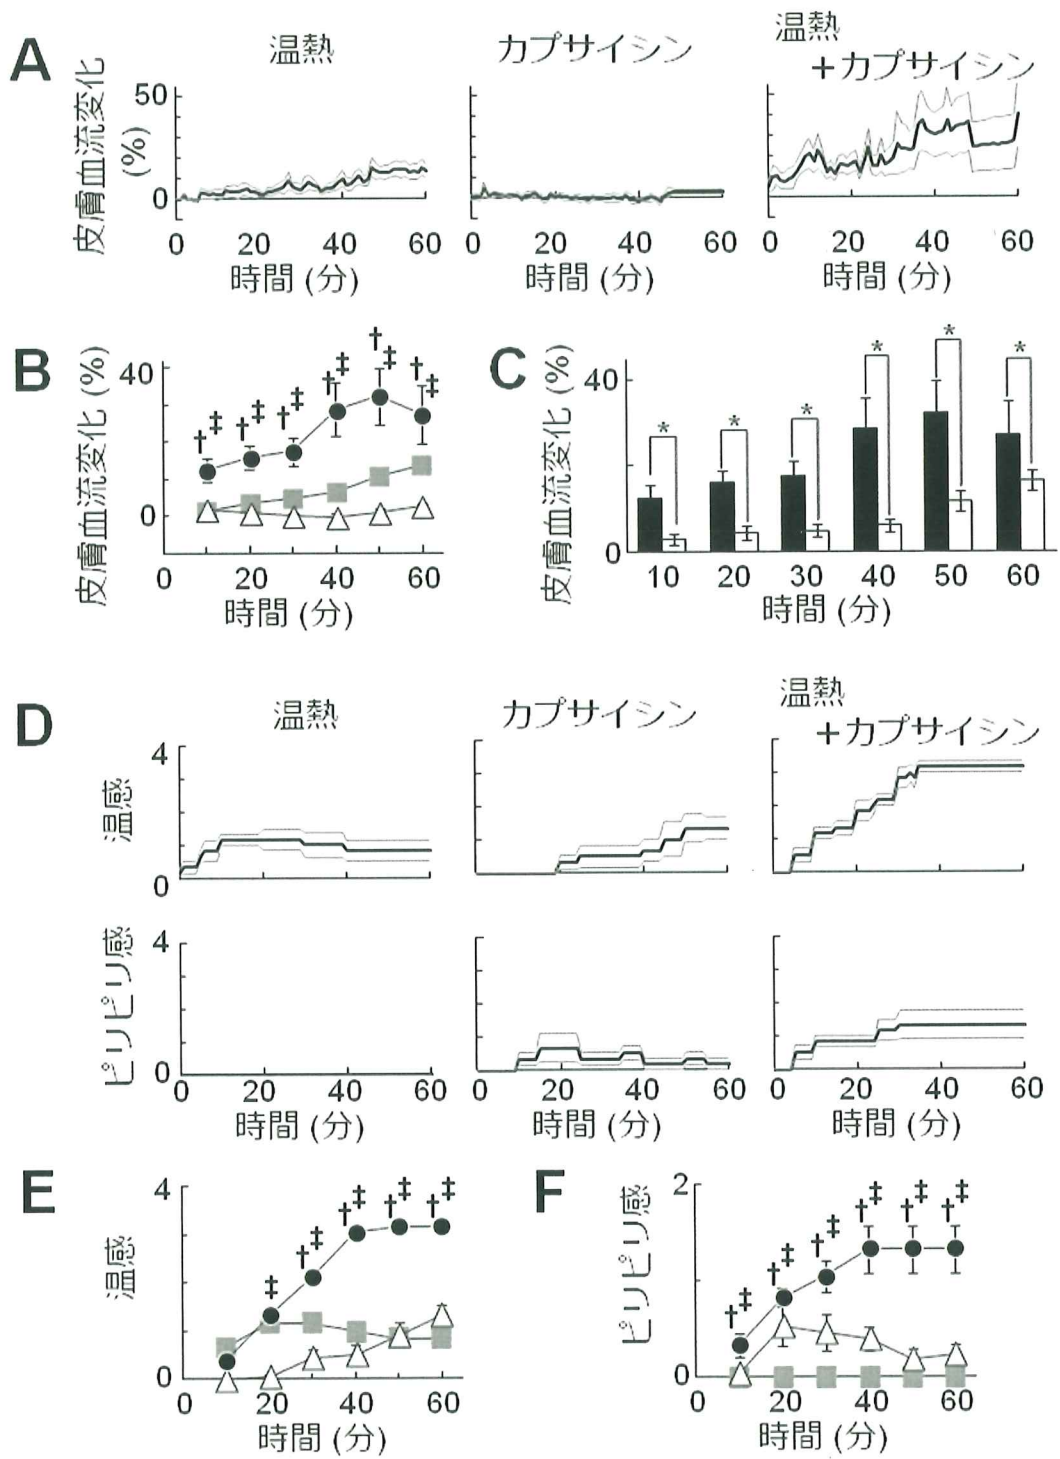 A
温熱
カプサイシン
温熱
+カプサイシン
皮膚血流変化
(%)
50
0
0 20 40 60
0 20 40 60
0 20 40 60
時間 (分)
時間 (分)
時間 (分)
B
皮膚血流変化 (%)
40
0
† ‡ † ‡ † ‡ † ‡ † ‡ † ‡
0 20 40 60
時間 (分)
C
皮膚血流変化 (%)
40
0
* * * * * *
10 20 30 40 50 60
時間 (分)
D
温熱
カプサイシン
温熱
+カプサイシン
温感
4
0
ピリピリ感
4
0
0 20 40 60
0 20 40 60
0 20 40 60
時間 (分)
時間 (分)
時間 (分)
E
温感
4
0
‡ † ‡ † ‡ † ‡ † ‡
0 20 40 60
時間 (分)
F
ピリピリ感
2
0
† ‡ † ‡ † ‡ † ‡ † ‡ † ‡
0 20 40 60
時間 (分)